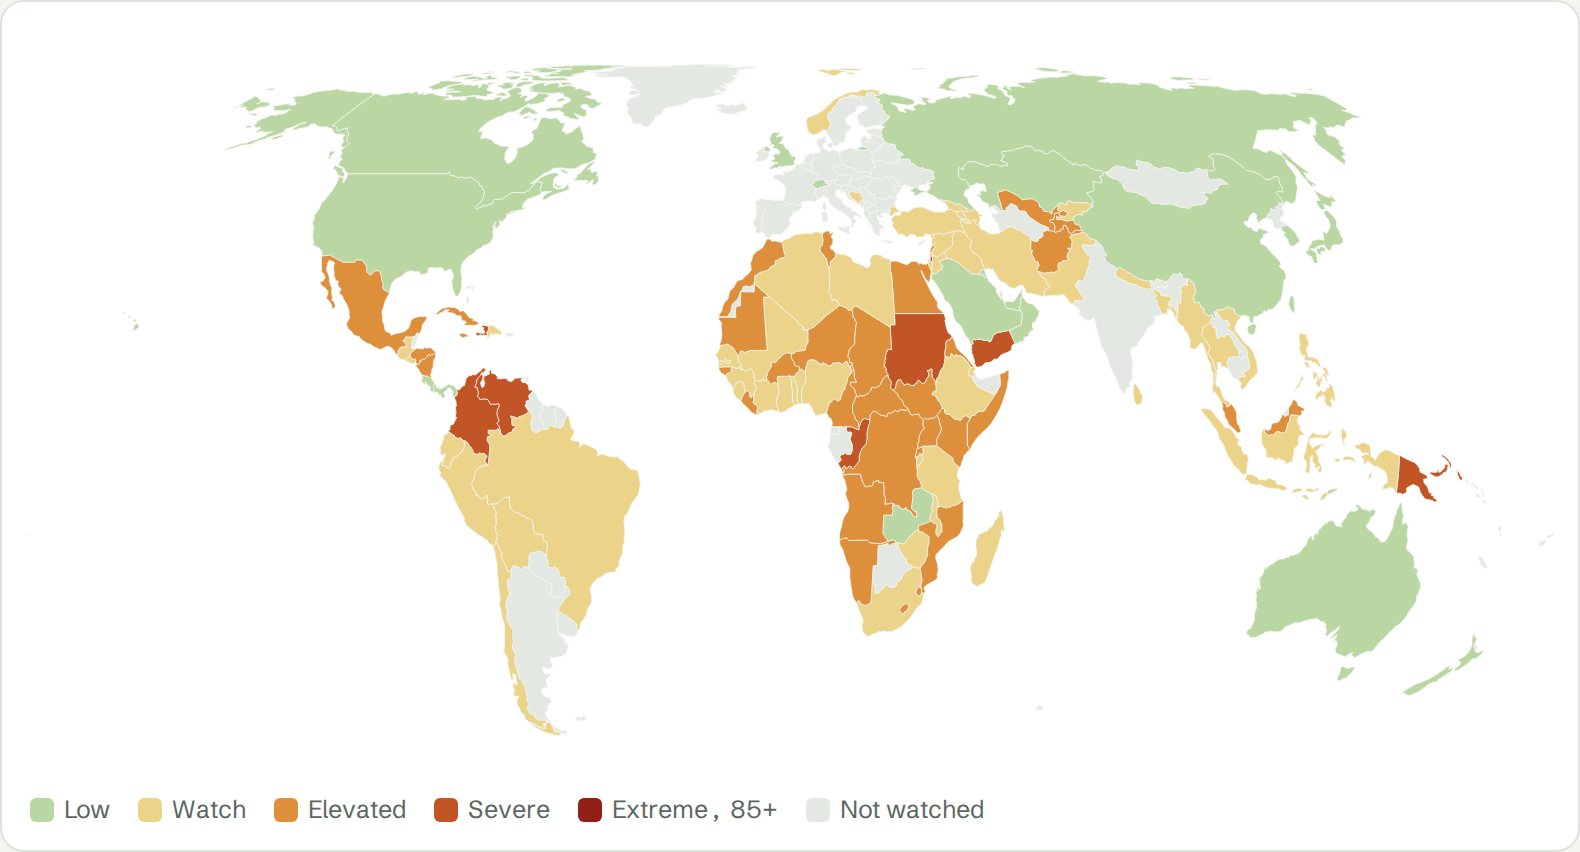 Low
Watch
Elevated
Severe
Extreme, 85+
Not watched